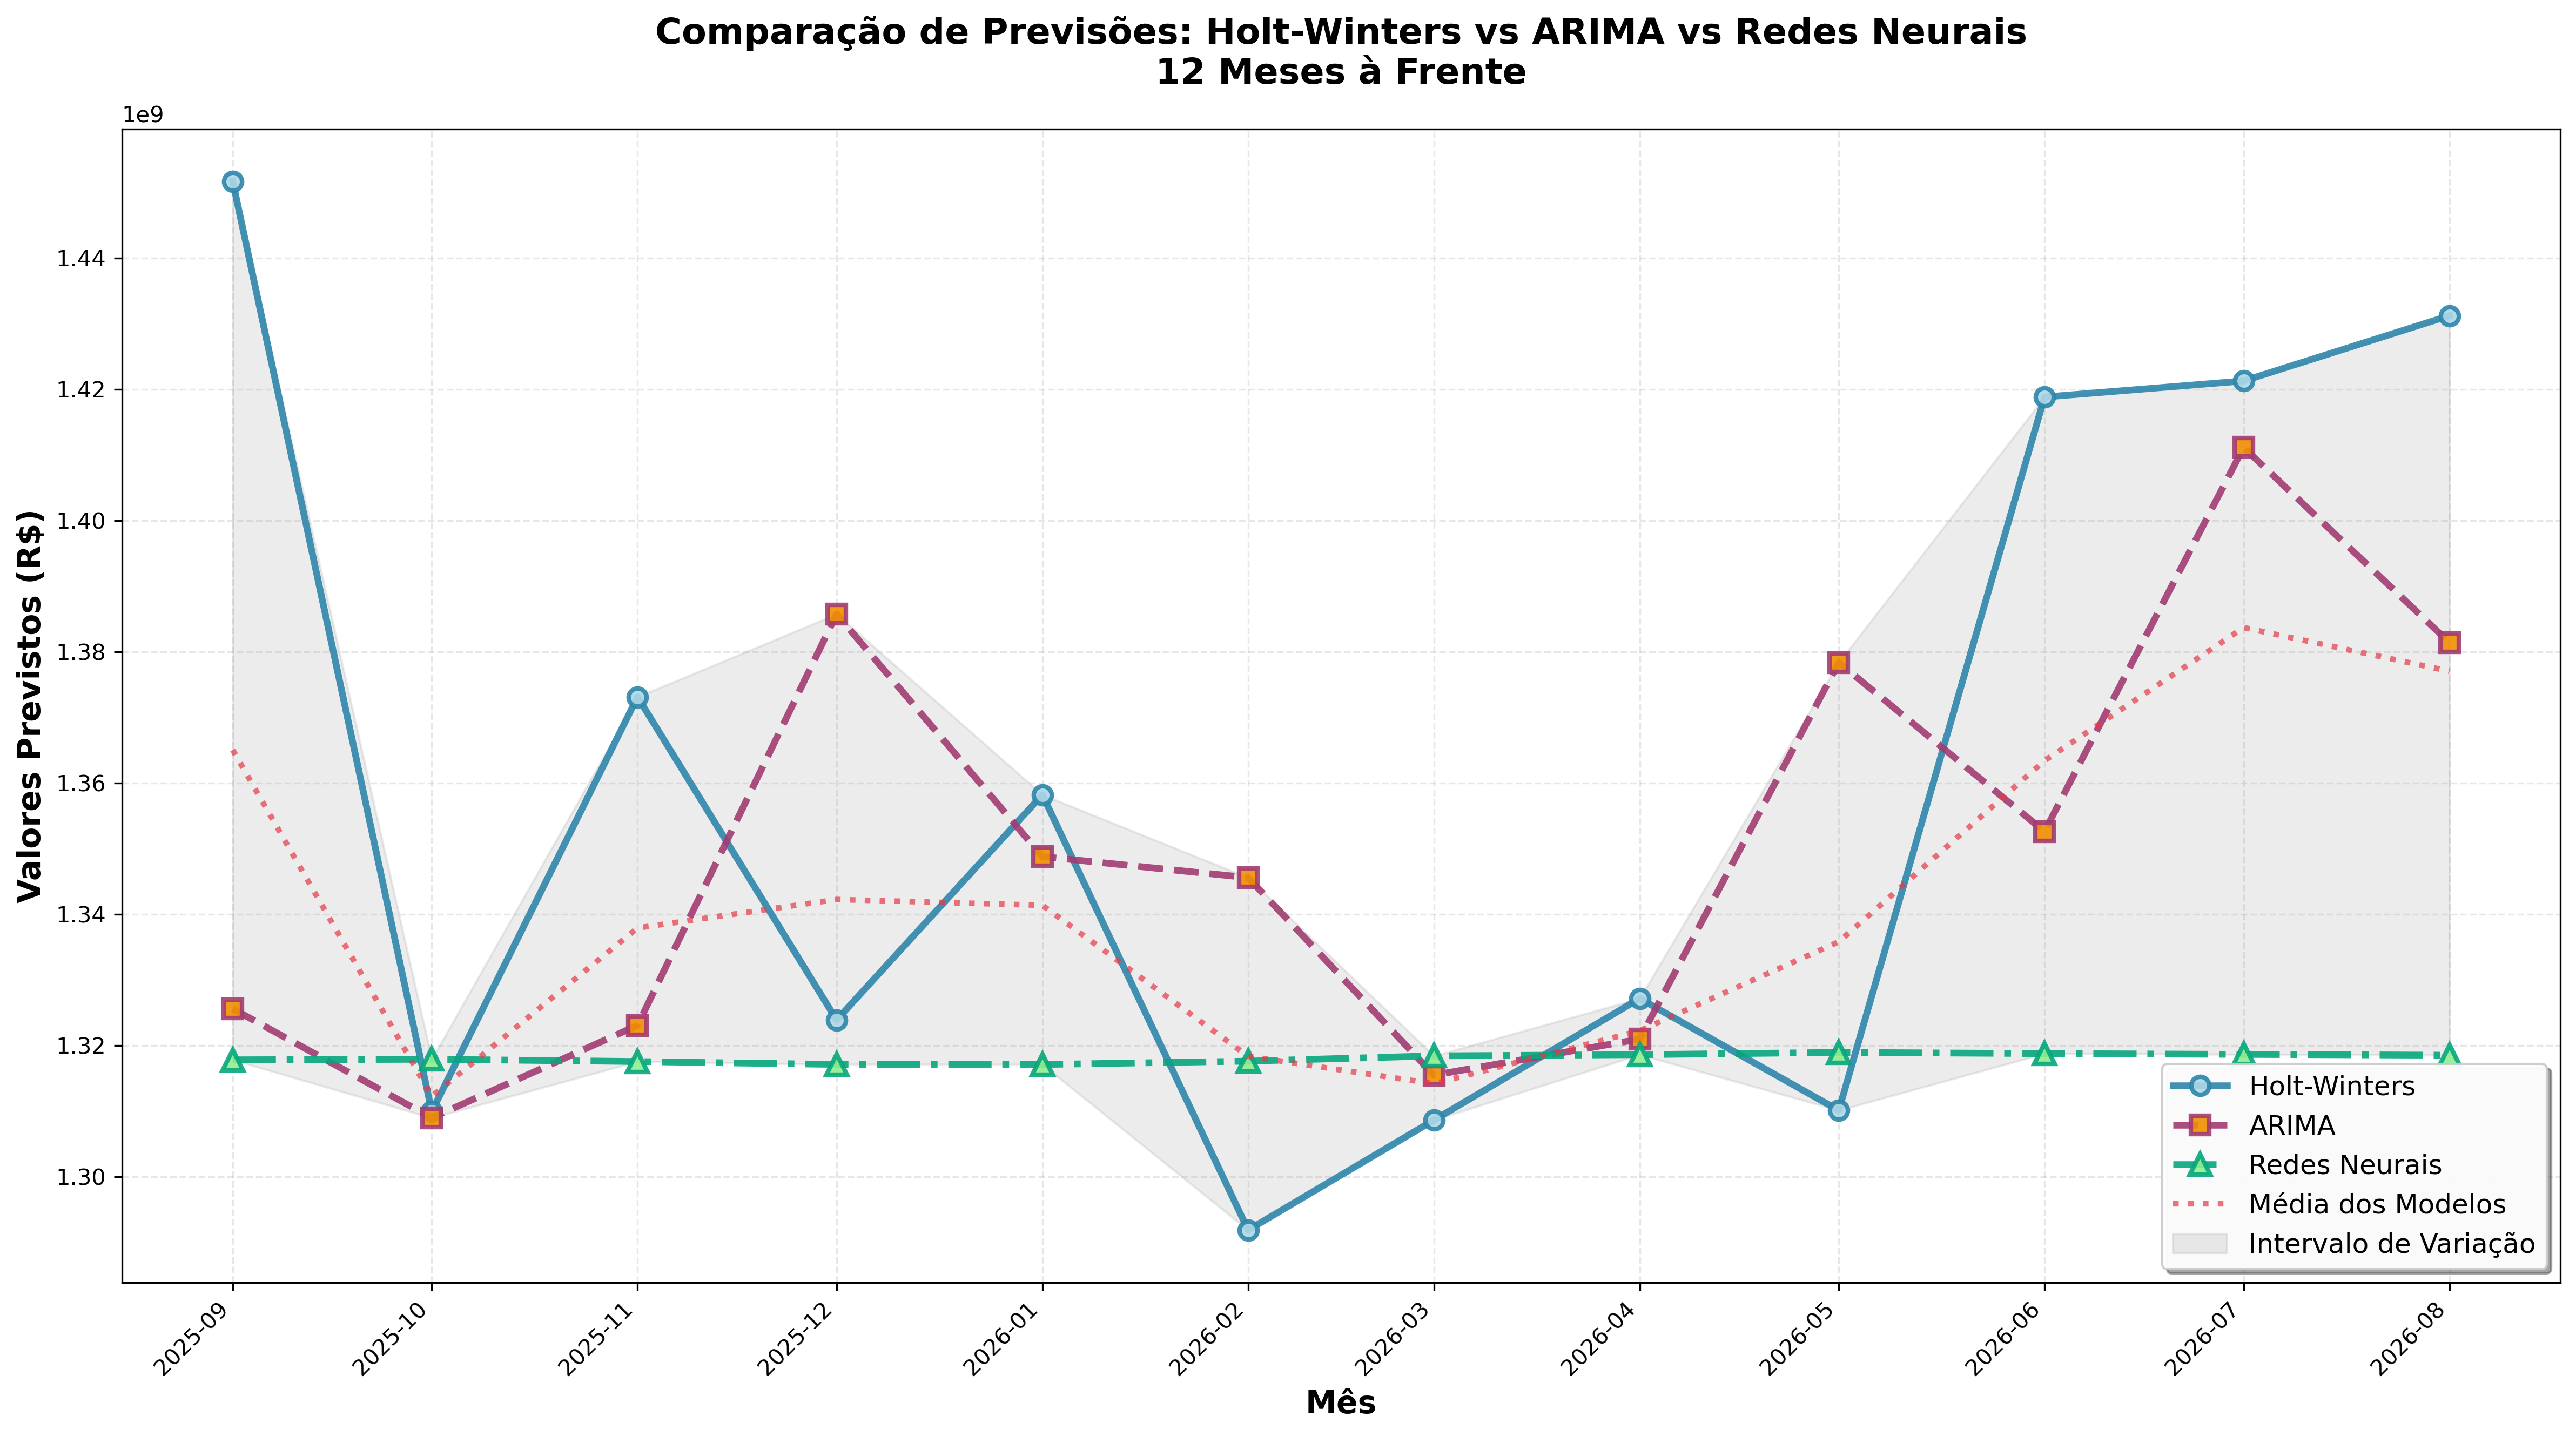 Comparação de Previsões: Holt-Winters vs ARIMA vs Redes Neurais
12 Meses à Frente
1e9
1.44
1.42
1.40
1.38
1.36
1.34
1.32
1.30
Valores Previstos (R$)
Holt-Winters
ARIMA
Redes Neurais
Média dos Modelos
Intervalo de Variação
2025-09
2025-10
2025-11
2025-12
2026-01
2026-02
2026-03
2026-04
2026-05
2026-06
2026-07
2026-08
Mês